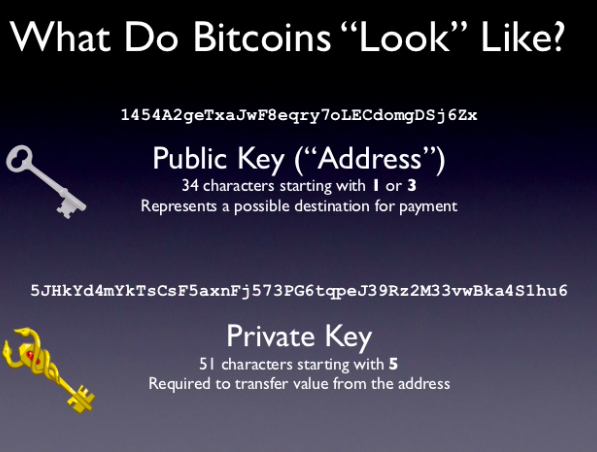 What Do Bitcoins “Look” Like?
1454A2geTxaJwF8eqry7oLECdomgDSj6Zx
Public Key (“Address”)
34 characters starting with 1 or 3
Represents a possible destination for payment
5JHkYd4mYkTsCsF5axnFj573PG6tqpeJ39Rz2M33vwBka4S1hu6
Private Key
51 characters starting with 5
Required to transfer value from the address